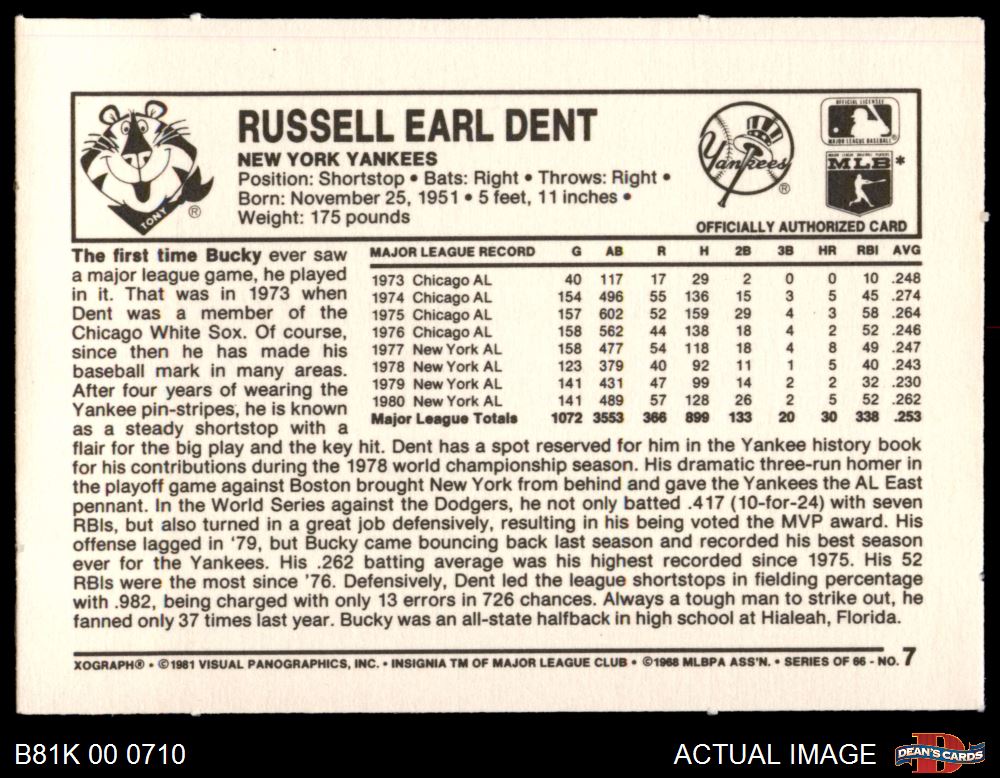 RUSSELL EARL DENT
NEW YORK YANKEES
Position: Shortstop • Bats: Right • Throws: Right •
Born: November 25, 1951 • 5 feet, 11 inches •
Weight: 175 pounds
TONY
®
Yankees
®
OFFICIAL LICENSEE
MAJOR LEAGUE BASEBALL
®
MLB
*
OFFICIALLY AUTHORIZED CARD
The first time Bucky ever saw
a major league game, he played
in it. That was in 1973 when
Dent was a member of the
Chicago White Sox. Of course,
since then he has made his
baseball mark in many areas.
After four years of wearing the
Yankee pin-stripes, he is known
as a steady shortstop with a
MAJOR LEAGUE RECORD G AB R H 2B 3B HR RBI AVG
1973 Chicago AL 40 117 17 29 2 0 0 10 .248
1974 Chicago AL 154 496 55 136 15 3 5 45 .274
1975 Chicago AL 157 602 52 159 29 4 3 58 .264
1976 Chicago AL 158 562 44 138 18 4 2 52 .246
1977 New York AL 158 477 54 118 18 4 8 49 .247
1978 New York AL 123 379 40 92 11 1 5 40 .243
1979 New York AL 141 431 47 99 14 2 2 32 .230
1980 New York AL 141 489 57 128 26 2 5 52 .262
Major League Totals 1072 3553 366 899 133 20 30 338 .253
flair for the big play and the key hit. Dent has a spot reserved for him in the Yankee history book
for his contributions during the 1978 world championship season. His dramatic three-run homer in
the playoff game against Boston brought New York from behind and gave the Yankees the AL East
pennant. In the World Series against the Dodgers, he not only batted .417 (10-for-24) with seven
RBIs, but also turned in a great job defensively, resulting in his being voted the MVP award. His
offense lagged in '79, but Bucky came bouncing back last season and recorded his best season
ever for the Yankees. His .262 batting average was his highest recorded since 1975. His 52
RBIs were the most since '76. Defensively, Dent led the league shortstops in fielding percentage
with .982, being charged with only 13 errors in 726 chances. Always a tough man to strike out, he
fanned only 37 times last year. Bucky was an all-state halfback in high school at Hialeah, Florida.
XOGRAPH® • ©1981 VISUAL PANOGRAPHICS, INC. • INSIGNIA TM OF MAJOR LEAGUE CLUB • ©1968 MLBPA ASS'N. • SERIES OF 66 - NO. 7
B81K 00 0710
ACTUAL IMAGE
DEAN'S CARDS